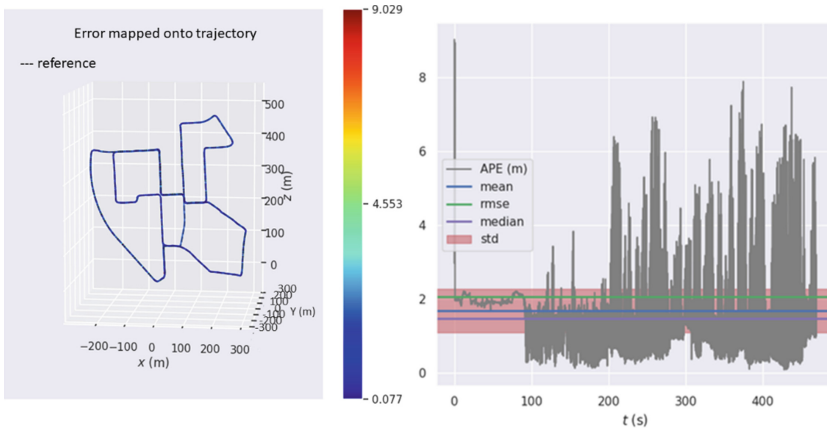 Error mapped onto trajectory
--- reference
500
400
300
200
100
0
z (m)
300
200
100
0
-100
-200
-300
Y (m)
-200 -100 0 100 200 300
x (m)
9.029
4.553
0.077
8
6
4
2
0
APE (m)
mean
rmse
median
std
0 100 200 300 400
t (s)